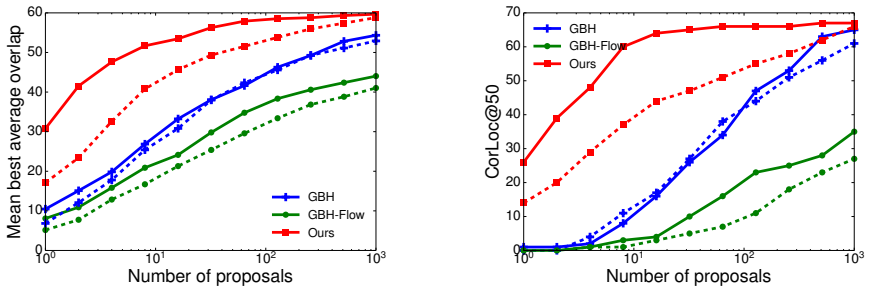 Mean best average overlap
60
50
40
30
20
10
0
10^0
10^1
10^2
10^3
Number of proposals
GBH
GBH-Flow
Ours
CorLoc@50
70
60
50
40
30
20
10
0
10^0
10^1
10^2
10^3
Number of proposals
GBH
GBH-Flow
Ours